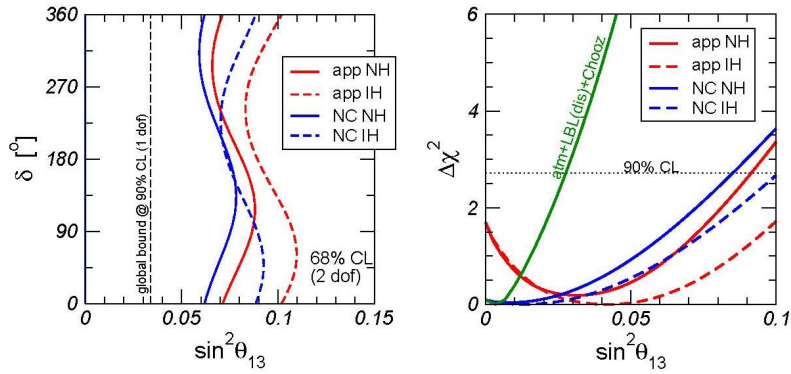 360
270
180
90
0
δ [°]
global bound @ 90% CL (1 dof)
app NH
app IH
NC NH
NC IH
68% CL
(2 dof)
0
0.05
0.1
0.15
sin²θ₁₃
6
4
2
0
Δχ²
atm+LBL(dis)+Chooz
app NH
app IH
NC NH
NC IH
90% CL
0
0.05
0.1
sin²θ₁₃